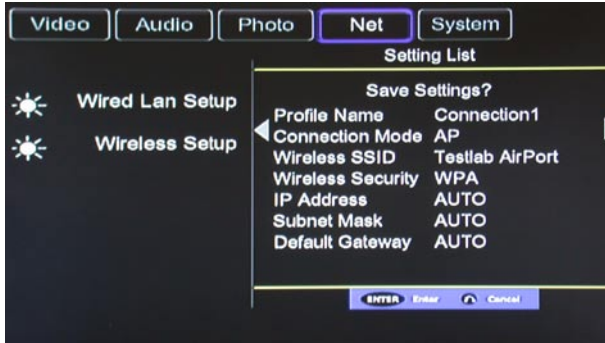 Video Audio Photo Net System
Setting List
Save Settings?
Wired Lan Setup
Wireless Setup
Profile Name Connection1
Connection Mode AP
Wireless SSID Testlab AirPort
Wireless Security WPA
IP Address AUTO
Subnet Mask AUTO
Default Gateway AUTO
ENTER Enter Cancel